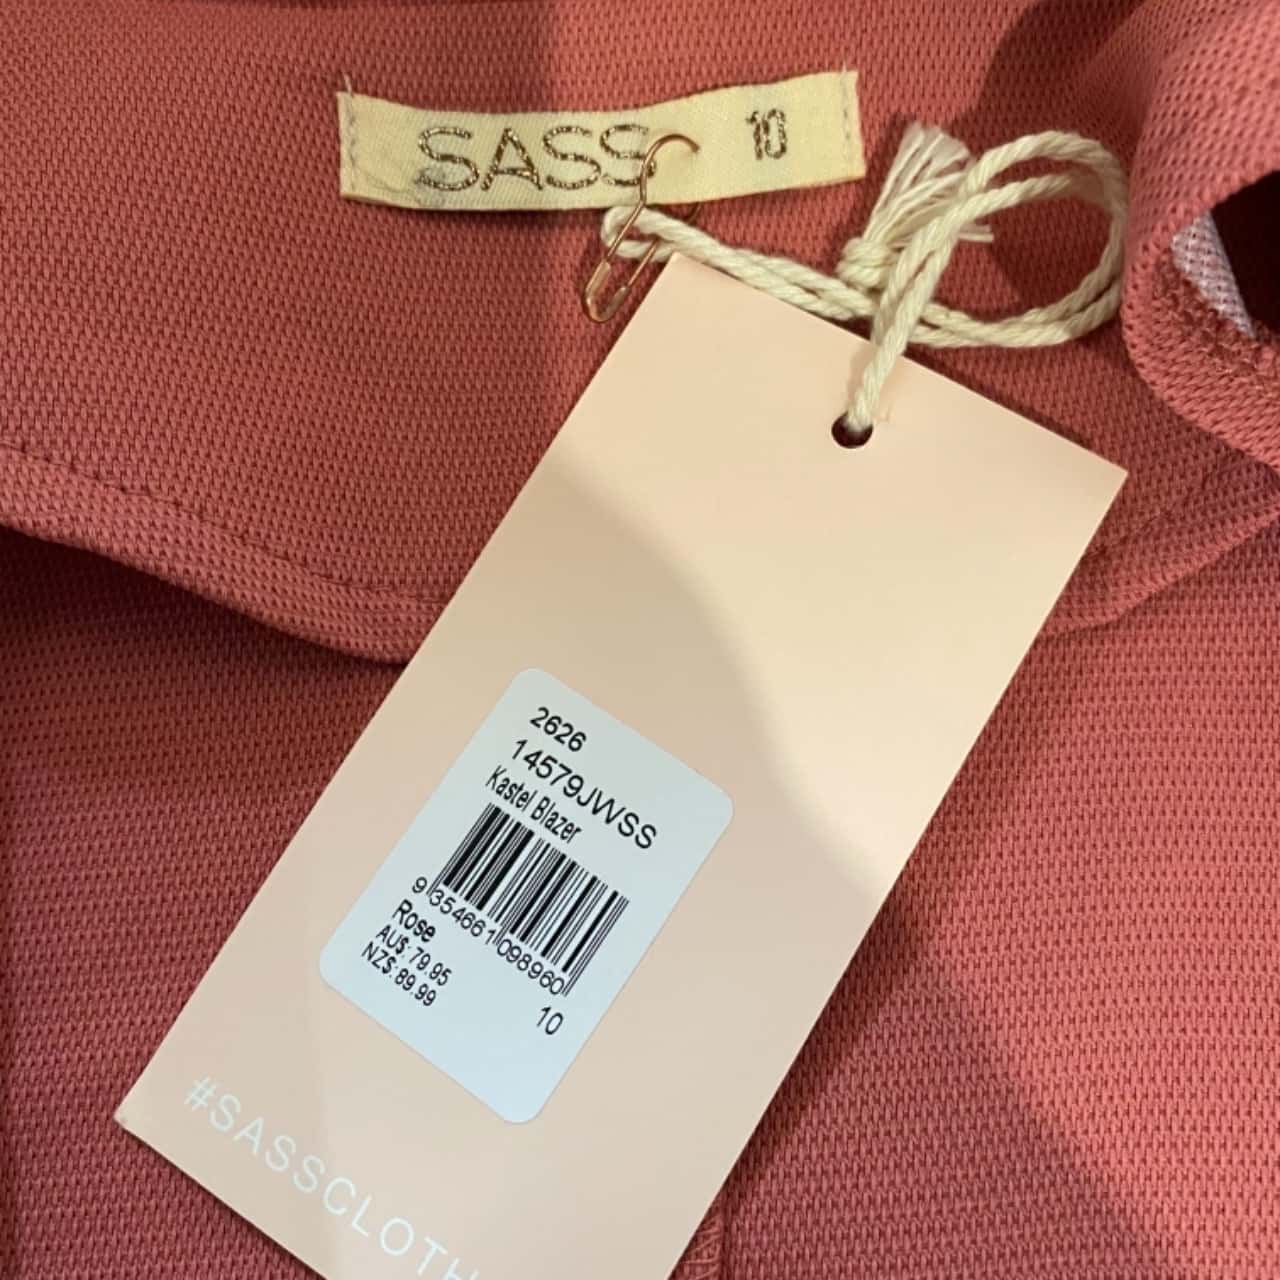 SASS 10
2626
14579JWSS
Kastel Blazer
9 354661 098960
Rose
AU$: 79.95
NZ$: 89.99
10
#SASSCLOTH